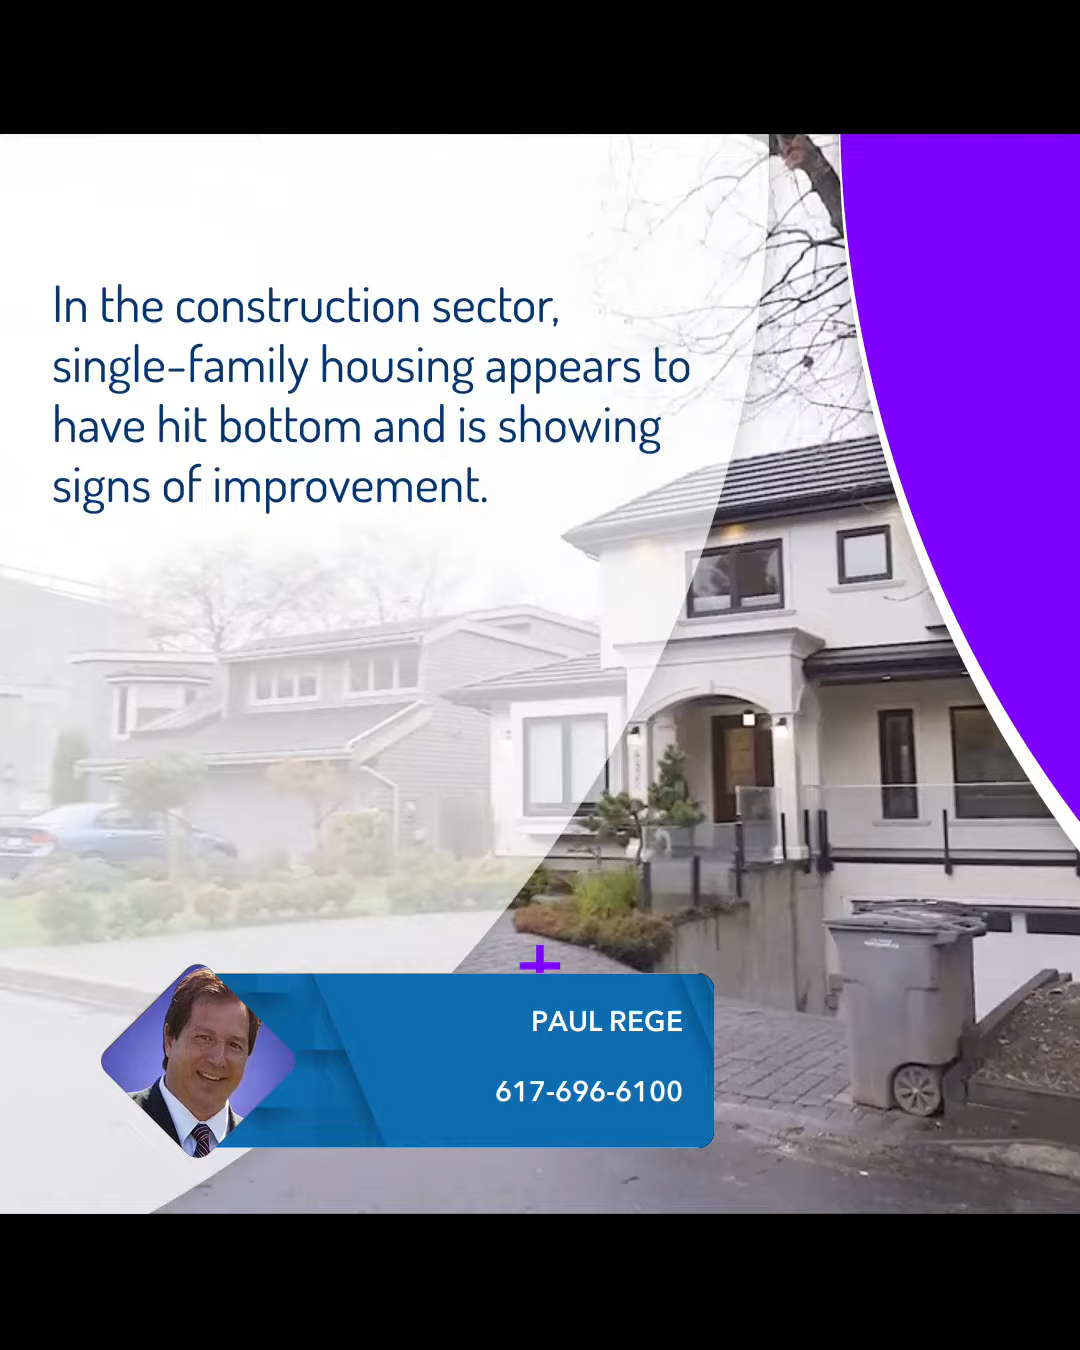 In the construction sector,
single-family housing appears to
have hit bottom and is showing
signs of improvement.
PAUL REGE
617-696-6100